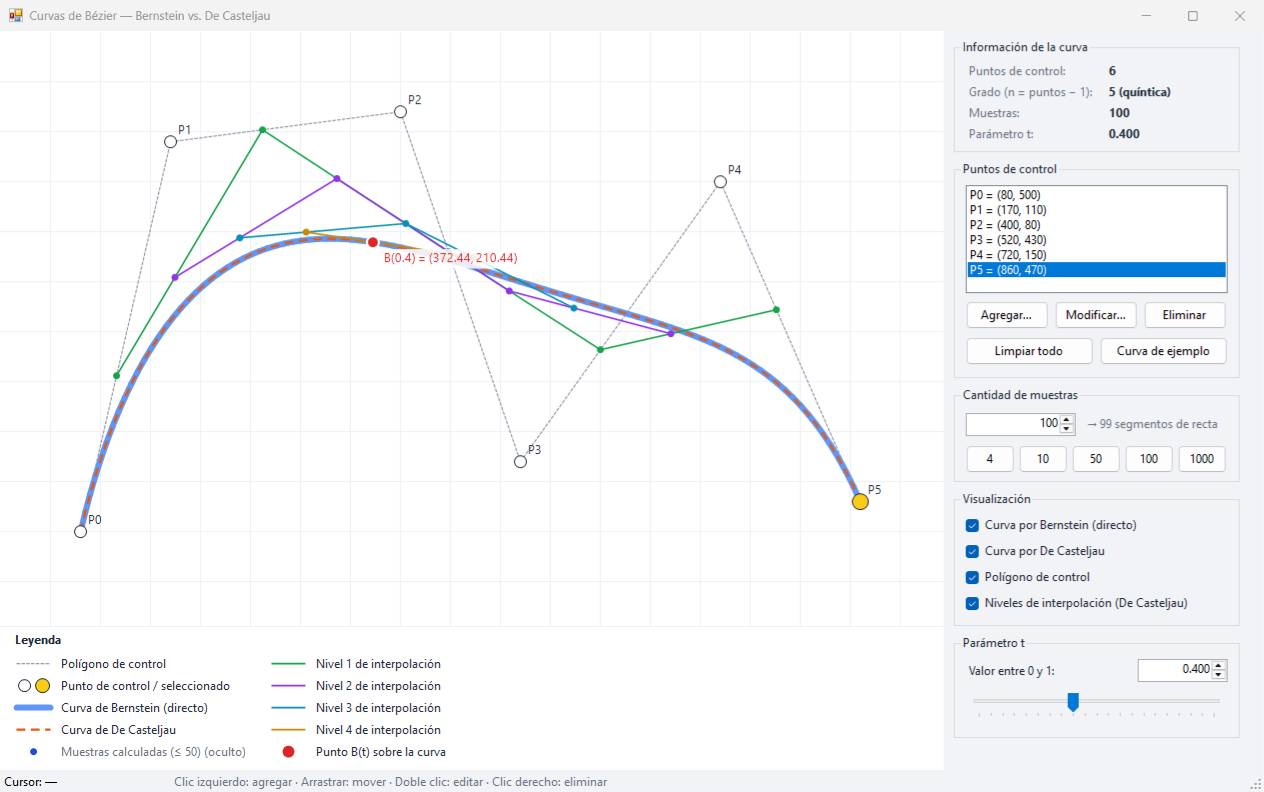 Curvas de Bézier — Bernstein vs. De Casteljau
P2
P1
P4
B(0.4) = (372.44, 210.44)
P3
P5
P0
Información de la curva
Puntos de control: 6
Grado (n = puntos − 1): 5 (quíntica)
Muestras: 100
Parámetro t: 0.400
Puntos de control
P0 = (80, 500)
P1 = (170, 110)
P2 = (400, 80)
P3 = (520, 430)
P4 = (720, 150)
P5 = (860, 470)
Agregar... Modificar... Eliminar
Limpiar todo Curva de ejemplo
Cantidad de muestras
100 → 99 segmentos de recta
4 10 50 100 1000
Visualización
Curva por Bernstein (directo)
Curva por De Casteljau
Polígono de control
Niveles de interpolación (De Casteljau)
Parámetro t
Valor entre 0 y 1: 0.400
Leyenda
Polígono de control
Punto de control / seleccionado
Curva de Bernstein (directo)
Curva de De Casteljau
Muestras calculadas (≤ 50) (oculto)
Nivel 1 de interpolación
Nivel 2 de interpolación
Nivel 3 de interpolación
Nivel 4 de interpolación
Punto B(t) sobre la curva
Cursor: — Clic izquierdo: agregar · Arrastrar: mover · Doble clic: editar · Clic derecho: eliminar